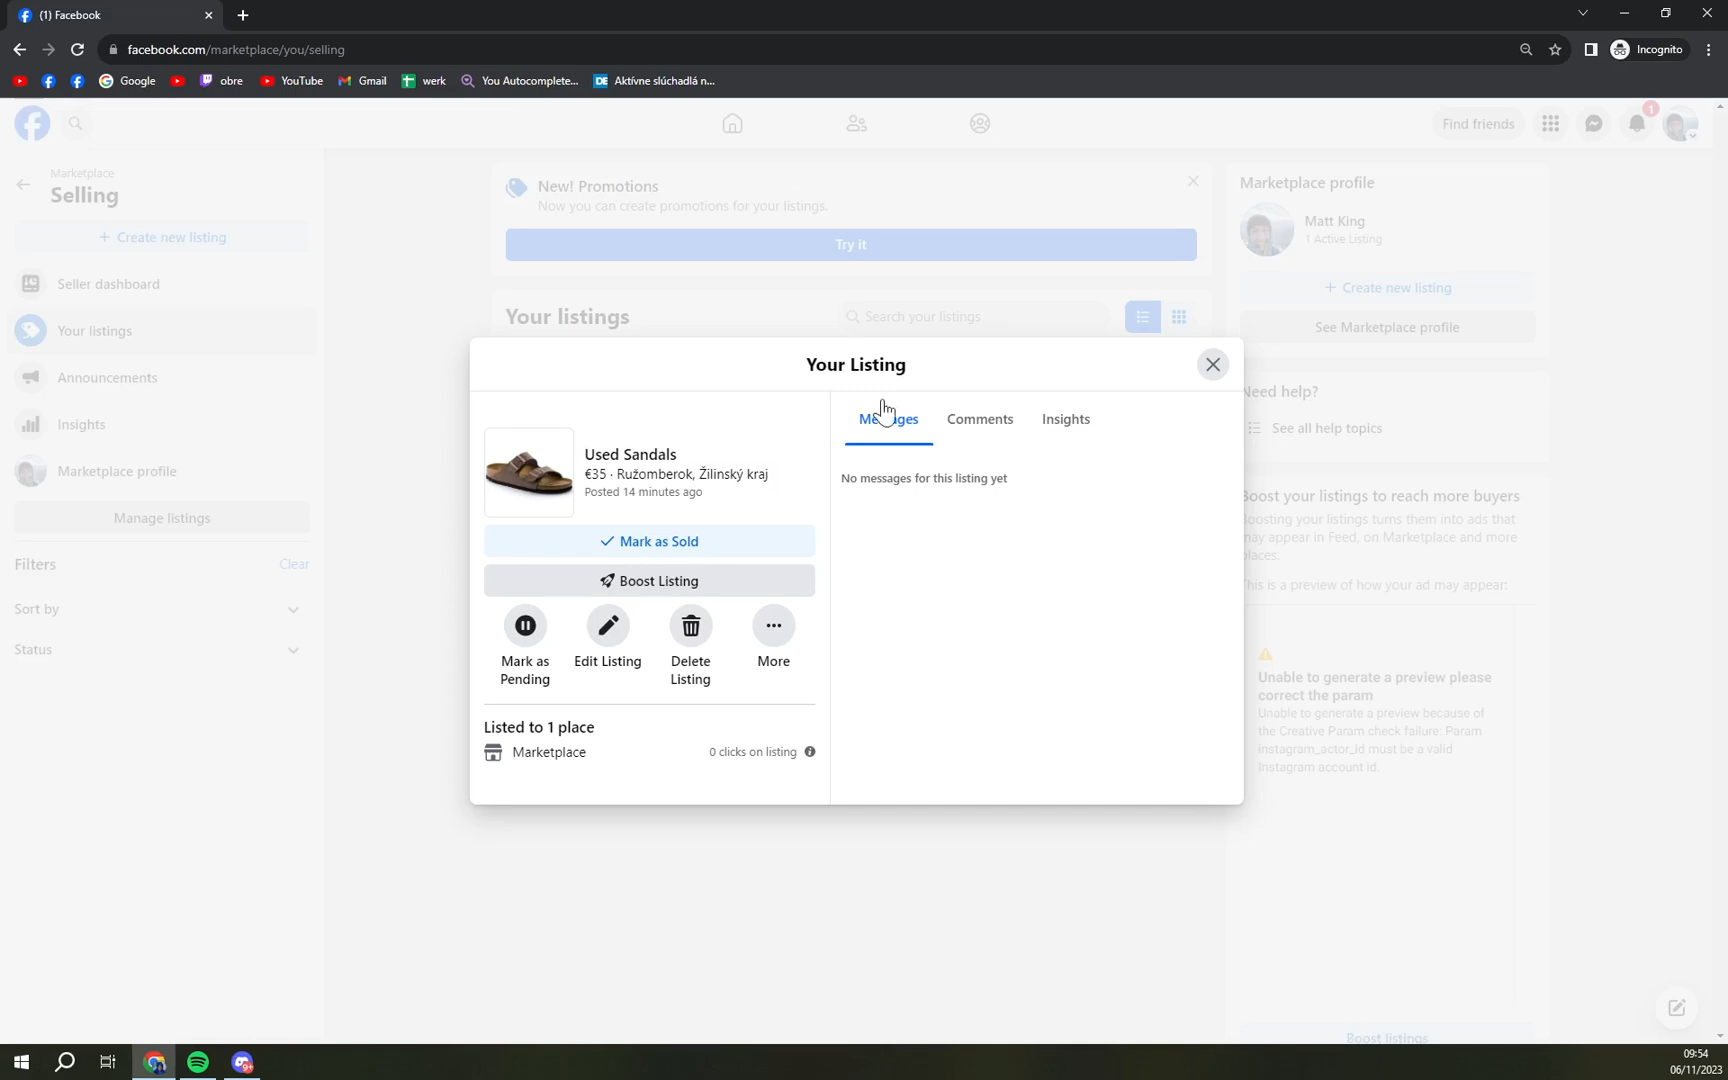 (1) Facebook
facebook.com/marketplace/you/selling
Incognito
Google
obre
YouTube
Gmail
werk
You Autocomplete...
DE Aktívne slúchadlá n...
Find friends
1
Marketplace
Selling
+ Create new listing
Seller dashboard
Your listings
Announcements
Insights
Marketplace profile
Manage listings
Filters
Clear
Sort by
Status
New! Promotions
Now you can create promotions for your listings.
Try it
Your listings
Search your listings
Your Listing
Used Sandals
€35 · Ružomberok, Žilinský kraj
Posted 14 minutes ago
Mark as Sold
Boost Listing
Mark as
Pending
Edit Listing
Delete
Listing
More
Listed to 1 place
Marketplace
0 clicks on listing
Messages
Comments
Insights
No messages for this listing yet
Marketplace profile
Matt King
1 Active Listing
+ Create new listing
See Marketplace profile
Need help?
See all help topics
Boost your listings to reach more buyers
Boosting your listings turns them into ads that
may appear in Feed, on Marketplace and more
places.
This is a preview of how your ad may appear:
Unable to generate a preview please
correct the param
Unable to generate a preview because of
the Creative Param check failure: Param
instagram_actor_id must be a valid
Instagram account id.
Boost listings
9+
09:54
06/11/2023